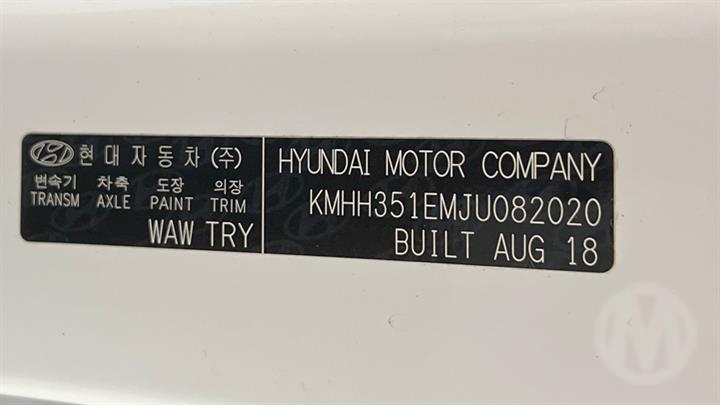 현대자동차 (주)
변속기 차축 도장 의장
TRANSM AXLE PAINT TRIM
WAW TRY
HYUNDAI MOTOR COMPANY
KMHH351EMJU082020
BUILT AUG 18